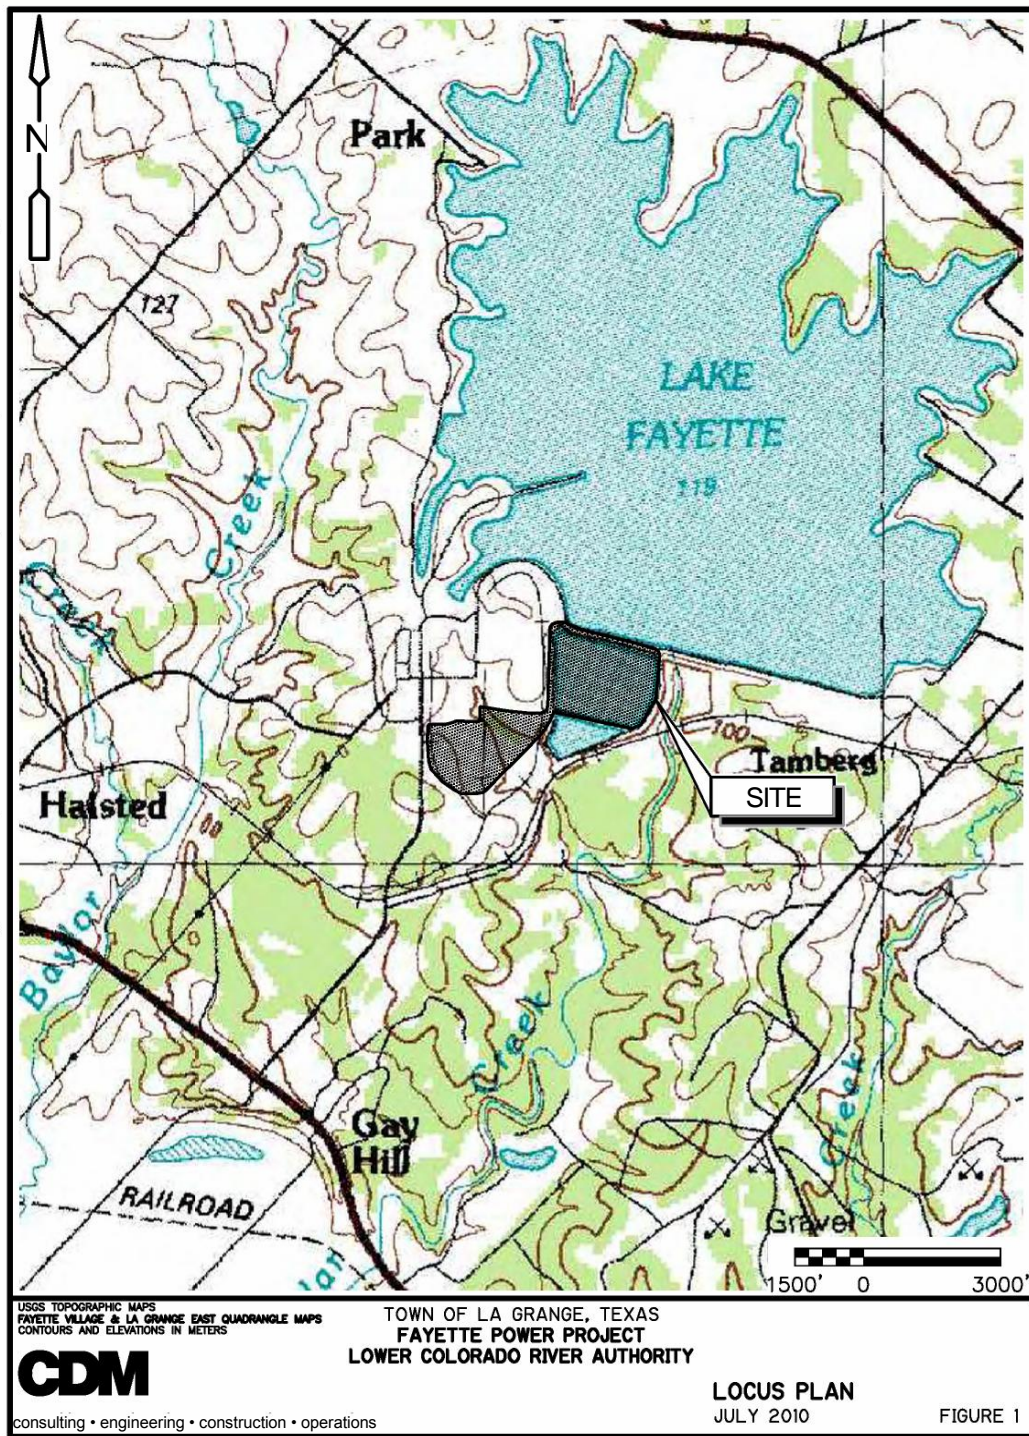 N
Park
127
LAKE
FAYETTE
119
Creek
Creek
100
Tamberg
SITE
Halsted
Baylor
Creek
Creek
Gay
Hill
RAILROAD
Gravel
1500' 0 3000'
USGS TOPOGRAPHIC MAPS
FAYETTE VILLAGE & LA GRANGE EAST QUADRANGLE MAPS
CONTOURS AND ELEVATIONS IN METERS
TOWN OF LA GRANGE, TEXAS
FAYETTE POWER PROJECT
LOWER COLORADO RIVER AUTHORITY
CDM
consulting • engineering • construction • operations
LOCUS PLAN
JULY 2010
FIGURE 1